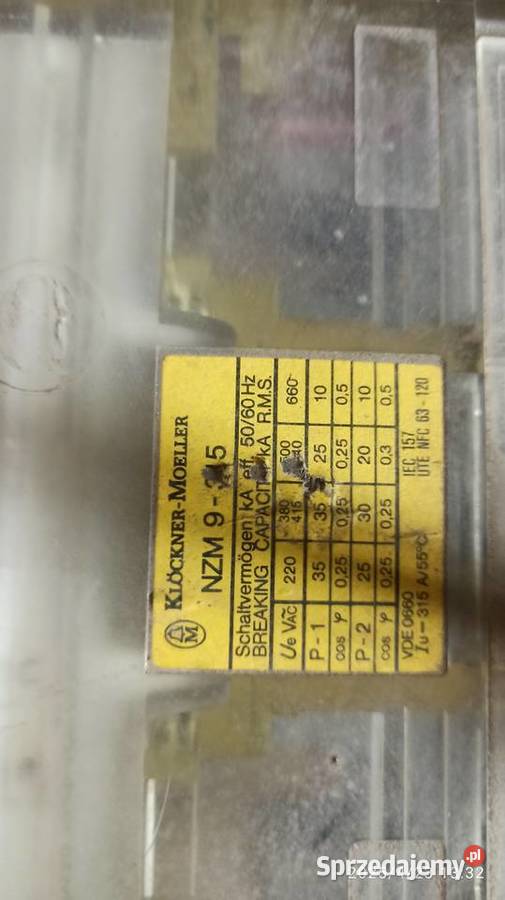 KLÖCKNER-MOELLER
NZM 9 - 5
Schaltvermögen kA eff. 50/60 Hz
BREAKING kA R.M.S.
Ue VAC 220 380 660
415
P-1 35 35 25 10
cos φ 0,25 0,25 0,25 0,5
P-2 25 30 20 10
cos φ 0,25 0,25 0,3 0,5
VDE 0660 IEC 157
Iu - 315 A/55°C UTE NFC 63-120
Sprzedajemy.pl